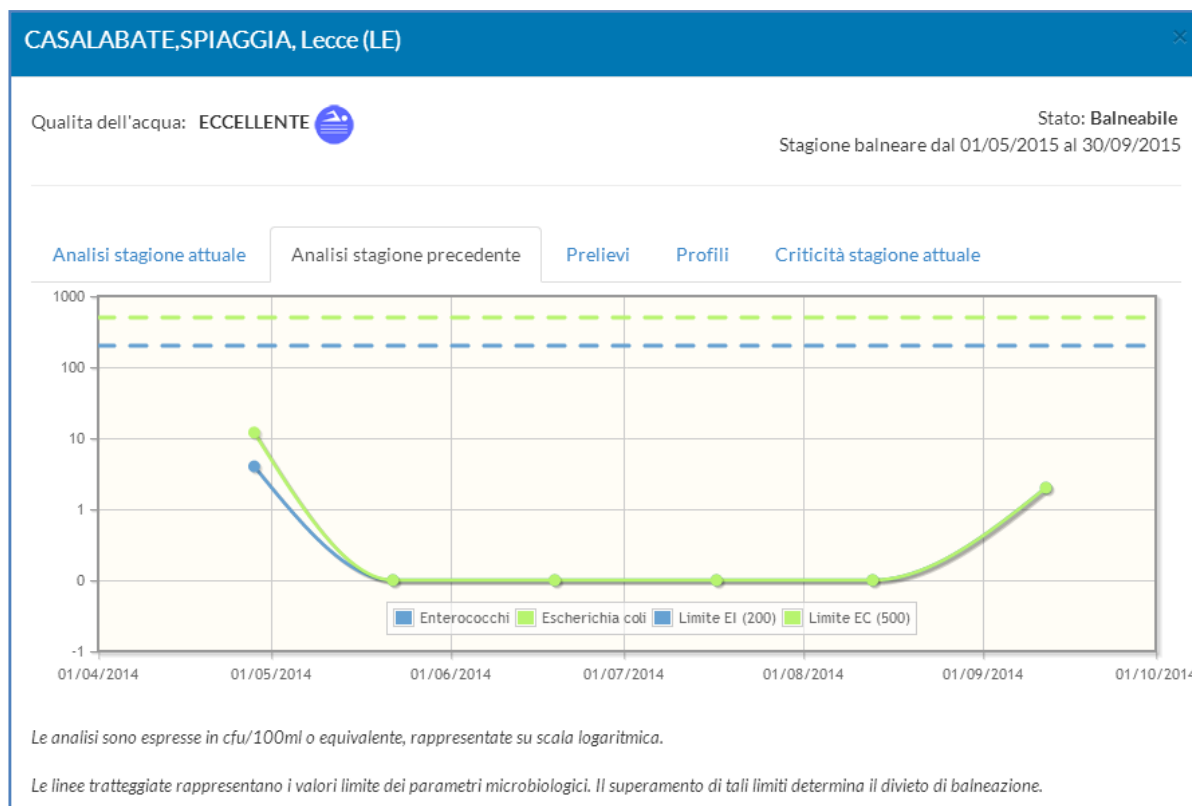 CASALABATE,SPIAGGIA, Lecce (LE)
×
Qualita dell'acqua: ECCELLENTE
Stato: Balneabile
Stagione balneare dal 01/05/2015 al 30/09/2015
Analisi stagione attuale Analisi stagione precedente Prelievi Profili Criticità stagione attuale
1000
100
10
1
0
-1
Enterococchi Escherichia coli Limite EI (200) Limite EC (500)
01/04/2014 01/05/2014 01/06/2014 01/07/2014 01/08/2014 01/09/2014 01/10/2014
Le analisi sono espresse in cfu/100ml o equivalente, rappresentate su scala logaritmica.
Le linee tratteggiate rappresentano i valori limite dei parametri microbiologici. Il superamento di tali limiti determina il divieto di balneazione.